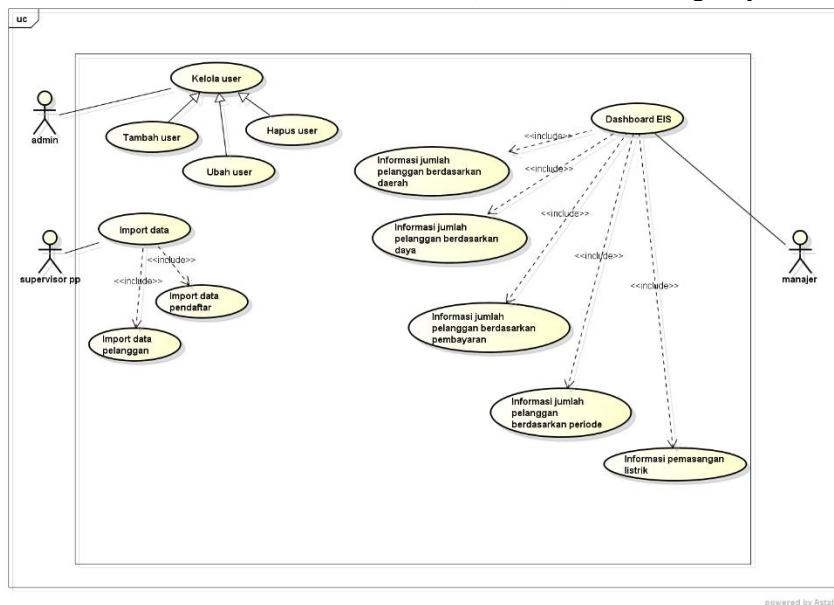 uc
Kelola user
admin
Tambah user
Hapus user
Ubah user
Dashboard EIS
<<include>>
Informasi jumlah
pelanggan berdasarkan
daerah
<<include>>
Informasi jumlah
pelanggan berdasarkan
daya
<<include>>
<<include>>
<<include>>
manajer
Import data
supervisor pp
<<include>>
<<include>>
Import data
pendaftar
Import data
pelanggan
Informasi jumlah
pelanggan berdasarkan
pembayaran
Informasi jumlah
pelanggan
berdasarkan periode
Informasi pemasangan
listrik
powered by Asta